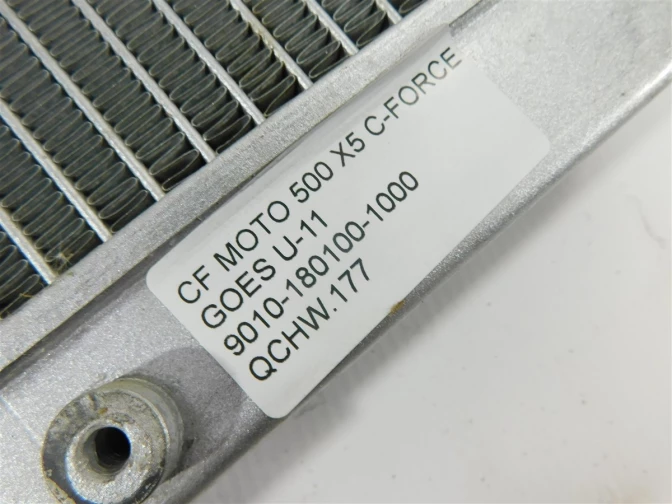 CF MOTO 500 X5 C-FORCE
GOES U-11
9010-180100-1000
QCHW.177